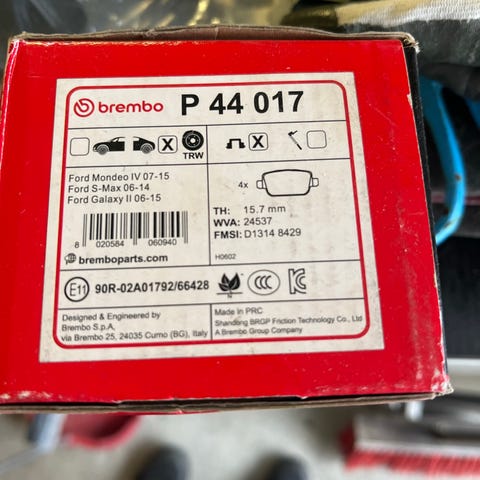 brembo P 44 017
X TRW X
Ford Mondeo IV 07-15
Ford S-Max 06-14
Ford Galaxy II 06-15
4x
8 020584 060940
TH: 15.7 mm
WVA: 24537
FMSI: D1314 8429
bremboparts.com
H0602
E11 90R-02A01792/66428
N CCC
Designed & Engineered by
Brembo S.p.A.
via Brembo 25, 24035 Curno (BG), Italy
Made in PRC
Shandong BRGP Friction Technology Co., Ltd
A Brembo Group Company